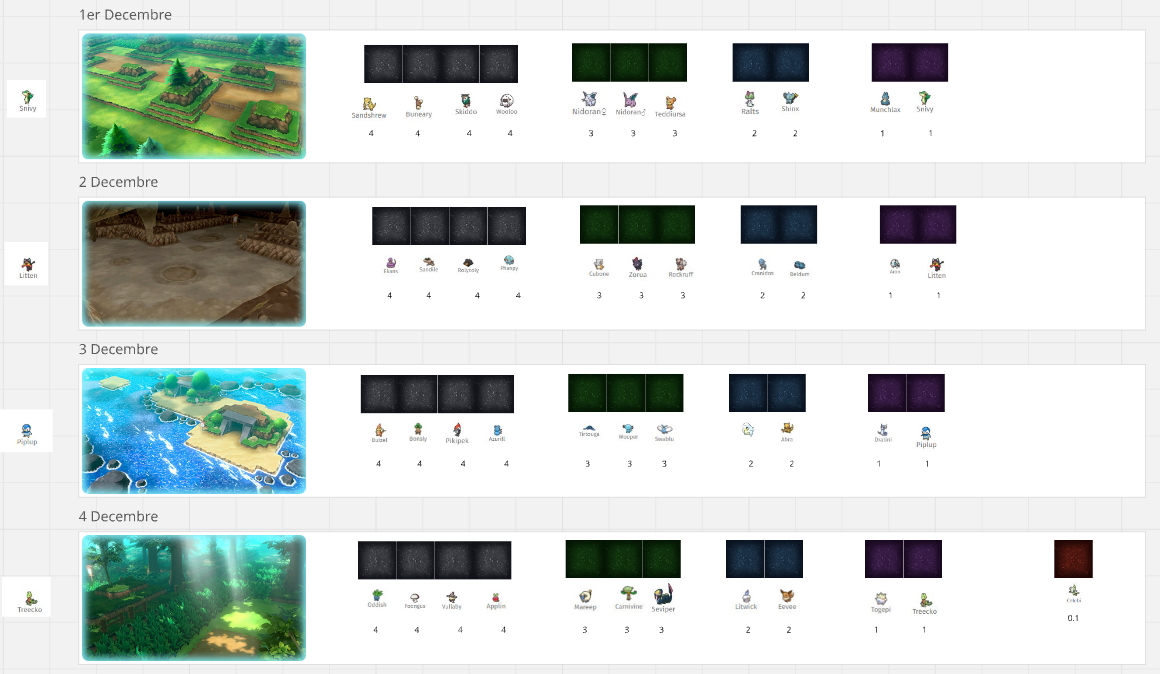 1er Decembre
Snivy
Sandshrew Buneary Skiddo Wooloo Nidoran♀ Nidoran♂ Teddiursa Ralts Shinx Munchlax Snivy
4 4 4 4 3 3 3 2 2 1 1
2 Decembre
Litten
Ekans Sandile Rolycoly Phanpy Cubone Zorua Rockruff Cranidos Beldum Aron Litten
4 4 4 4 3 3 3 2 2 1 1
3 Decembre
Piplup
Buizel Bonsly Pikipek Azurill Tirtouga Wooper Swablu Abra Dratini Piplup
4 4 4 4 3 3 3 2 2 1 1
4 Decembre
Treecko
Oddish Foongus Vullaby Applin Mareep Carnivine Seviper Litwick Eevee Togepi Treecko Celebi
4 4 4 4 3 3 3 2 2 1 1 0.1